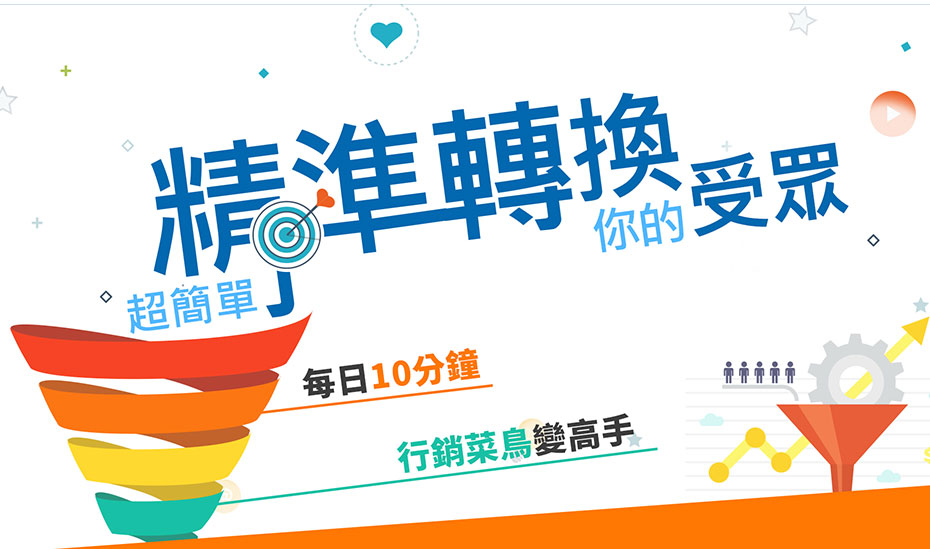 精準轉換
你的受眾
超簡單
每日10分鐘
行銷菜鳥變高手